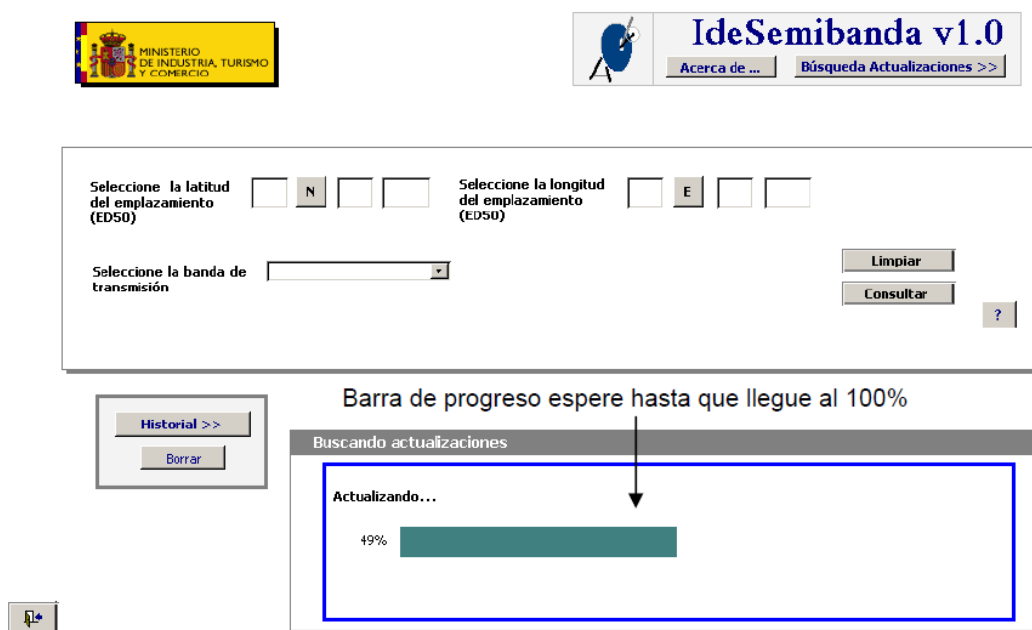 MINISTERIO
DE INDUSTRIA, TURISMO
Y COMERCIO
IdeSemibanda v1.0
Acerca de ...
Búsqueda Actualizaciones >>
Seleccione la latitud
del emplazamiento
(ED50)
N
Seleccione la longitud
del emplazamiento
(ED50)
E
Seleccione la banda de
transmisión
Limpiar
Consultar
?
Barra de progreso espere hasta que llegue al 100%
Historial >>
Borrar
Buscando actualizaciones
Actualizando...
49%